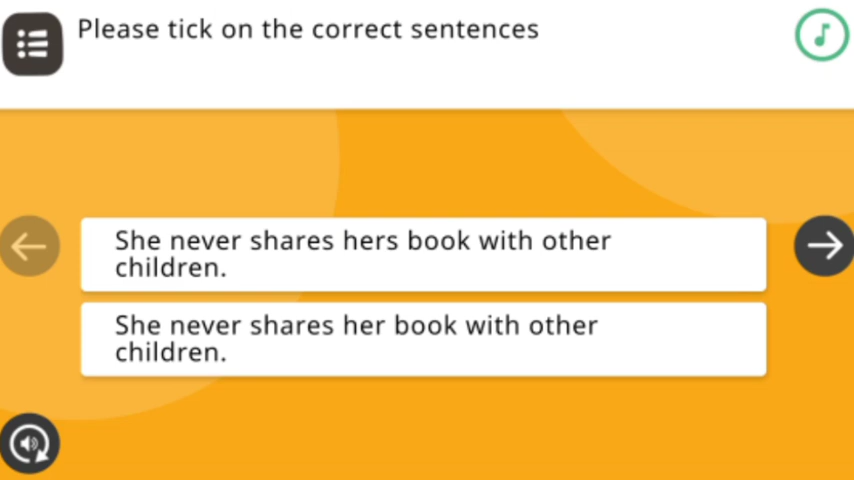 Please tick on the correct sentences
She never shares hers book with other
children.
She never shares her book with other
children.